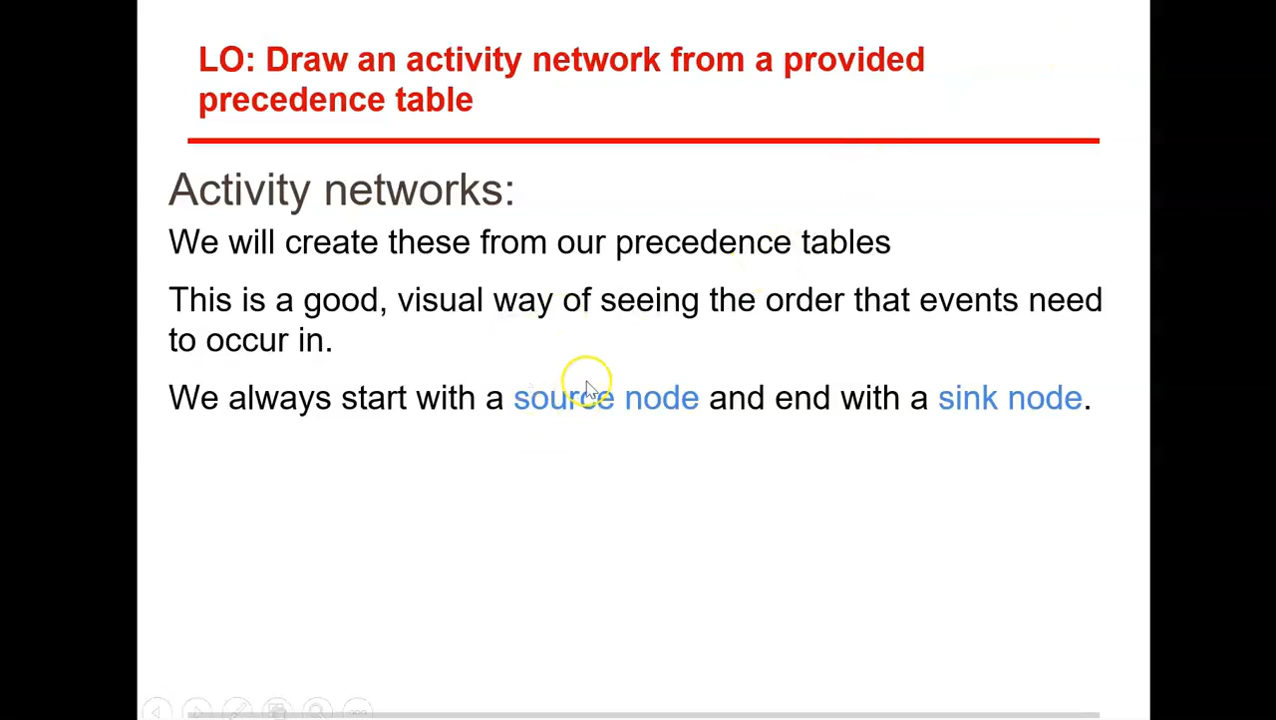 LO: Draw an activity network from a provided
precedence table
Activity networks:
We will create these from our precedence tables
This is a good, visual way of seeing the order that events need
to occur in.
We always start with a source node and end with a sink node.